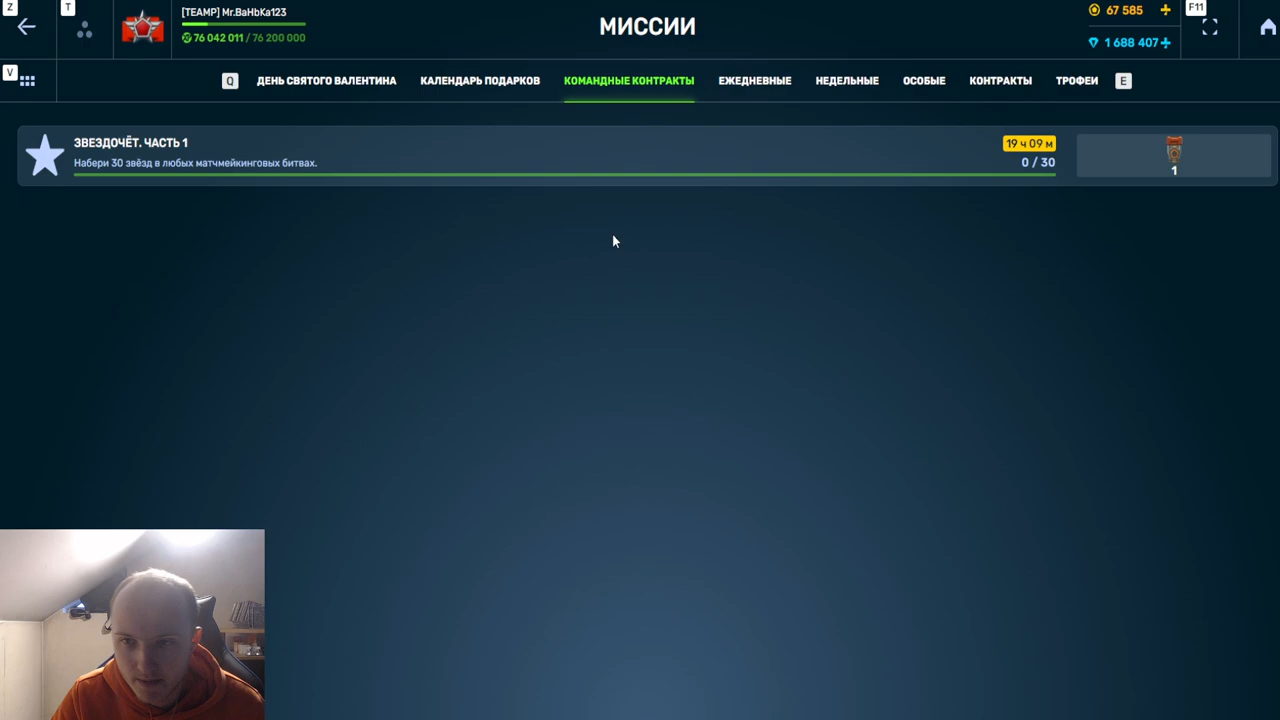 Z
T
[TEAMP] Mr.BaHbKa123
76 042 011 / 76 200 000
МИССИИ
67 585
1 688 407
F11
V
Q
ДЕНЬ СВЯТОГО ВАЛЕНТИНА
КАЛЕНДАРЬ ПОДАРКОВ
КОМАНДНЫЕ КОНТРАКТЫ
ЕЖЕДНЕВНЫЕ
НЕДЕЛЬНЫЕ
ОСОБЫЕ
КОНТРАКТЫ
ТРОФЕИ
E
ЗВЕЗДОЧЁТ. ЧАСТЬ 1
19 ч 09 м
Набери 30 звёзд в любых матчмейкинговых битвах.
0 / 30
1